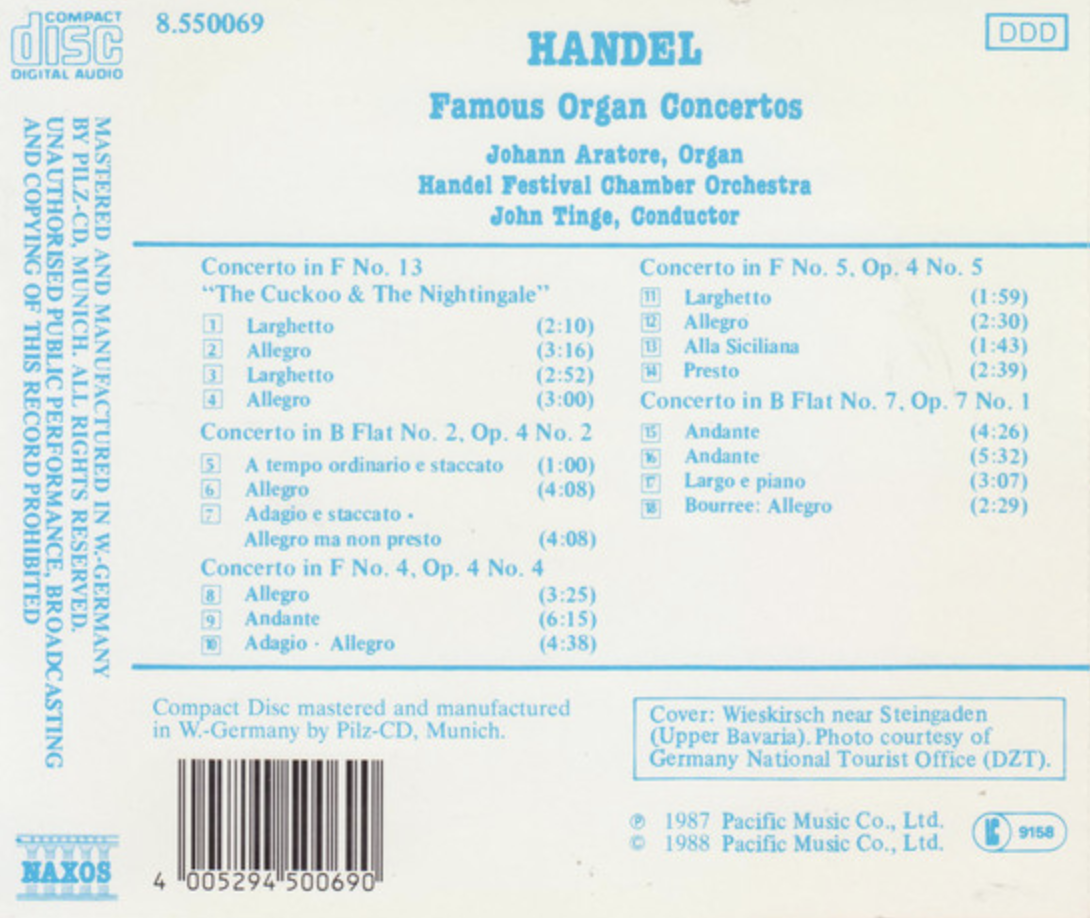 COMPACT
disc
DIGITAL AUDIO
8.550069
DDD
HANDEL
Famous Organ Concertos
Johann Aratore, Organ
Handel Festival Chamber Orchestra
John Tinge, Conductor
Concerto in F No. 13
“The Cuckoo & The Nightingale”
1 Larghetto (2:10)
2 Allegro (3:16)
3 Larghetto (2:52)
4 Allegro (3:00)
Concerto in B Flat No. 2, Op. 4 No. 2
5 A tempo ordinario e staccato (1:00)
6 Allegro (4:08)
7 Adagio e staccato ·
Allegro ma non presto (4:08)
Concerto in F No. 4, Op. 4 No. 4
8 Allegro (3:25)
9 Andante (6:15)
10 Adagio · Allegro (4:38)
Concerto in F No. 5, Op. 4 No. 5
11 Larghetto (1:59)
12 Allegro (2:30)
13 Alla Siciliana (1:43)
14 Presto (2:39)
Concerto in B Flat No. 7, Op. 7 No. 1
15 Andante (4:26)
16 Andante (5:32)
17 Largo e piano (3:07)
18 Bourree: Allegro (2:29)
Compact Disc mastered and manufactured
in W.-Germany by Pilz-CD, Munich.
Cover: Wieskirsch near Steingaden
(Upper Bavaria). Photo courtesy of
Germany National Tourist Office (DZT).
℗ 1987 Pacific Music Co., Ltd.
© 1988 Pacific Music Co., Ltd.
LC 9158
4 005294 500690
MASTERED AND MANUFACTURED IN W.-GERMANY
BY PILZ-CD, MUNICH. ALL RIGHTS RESERVED.
UNAUTHORISED PUBLIC PERFORMANCE, BROADCASTING
AND COPYING OF THIS RECORD PROHIBITED
NAXOS